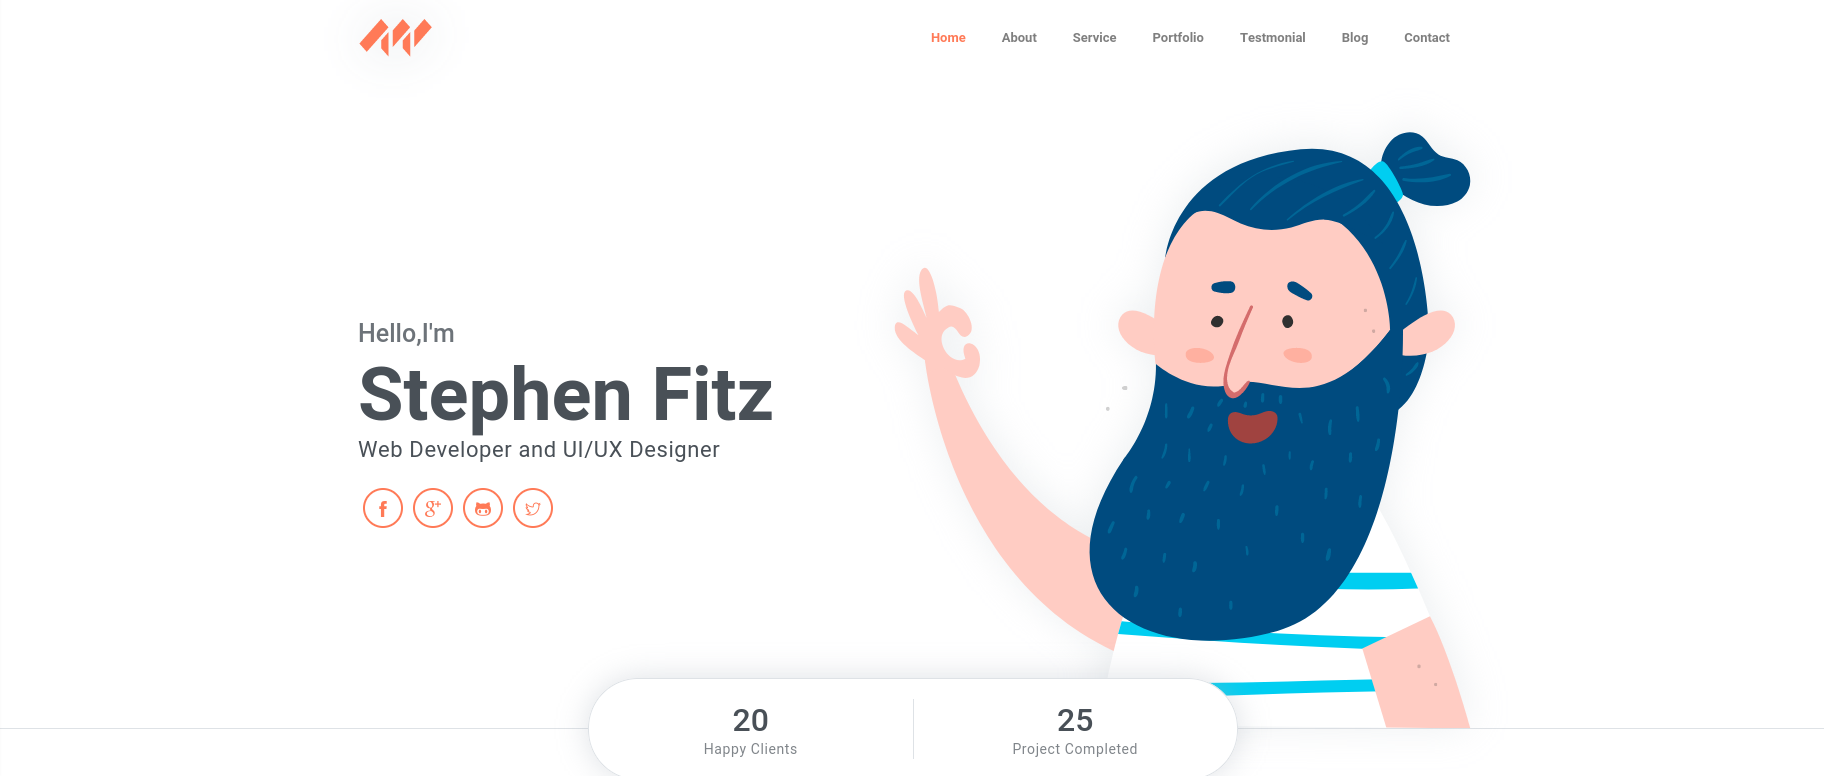 Home About Service Portfolio Testmonial Blog Contact
Hello,I'm
Stephen Fitz
Web Developer and UI/UX Designer
20
Happy Clients
25
Project Completed